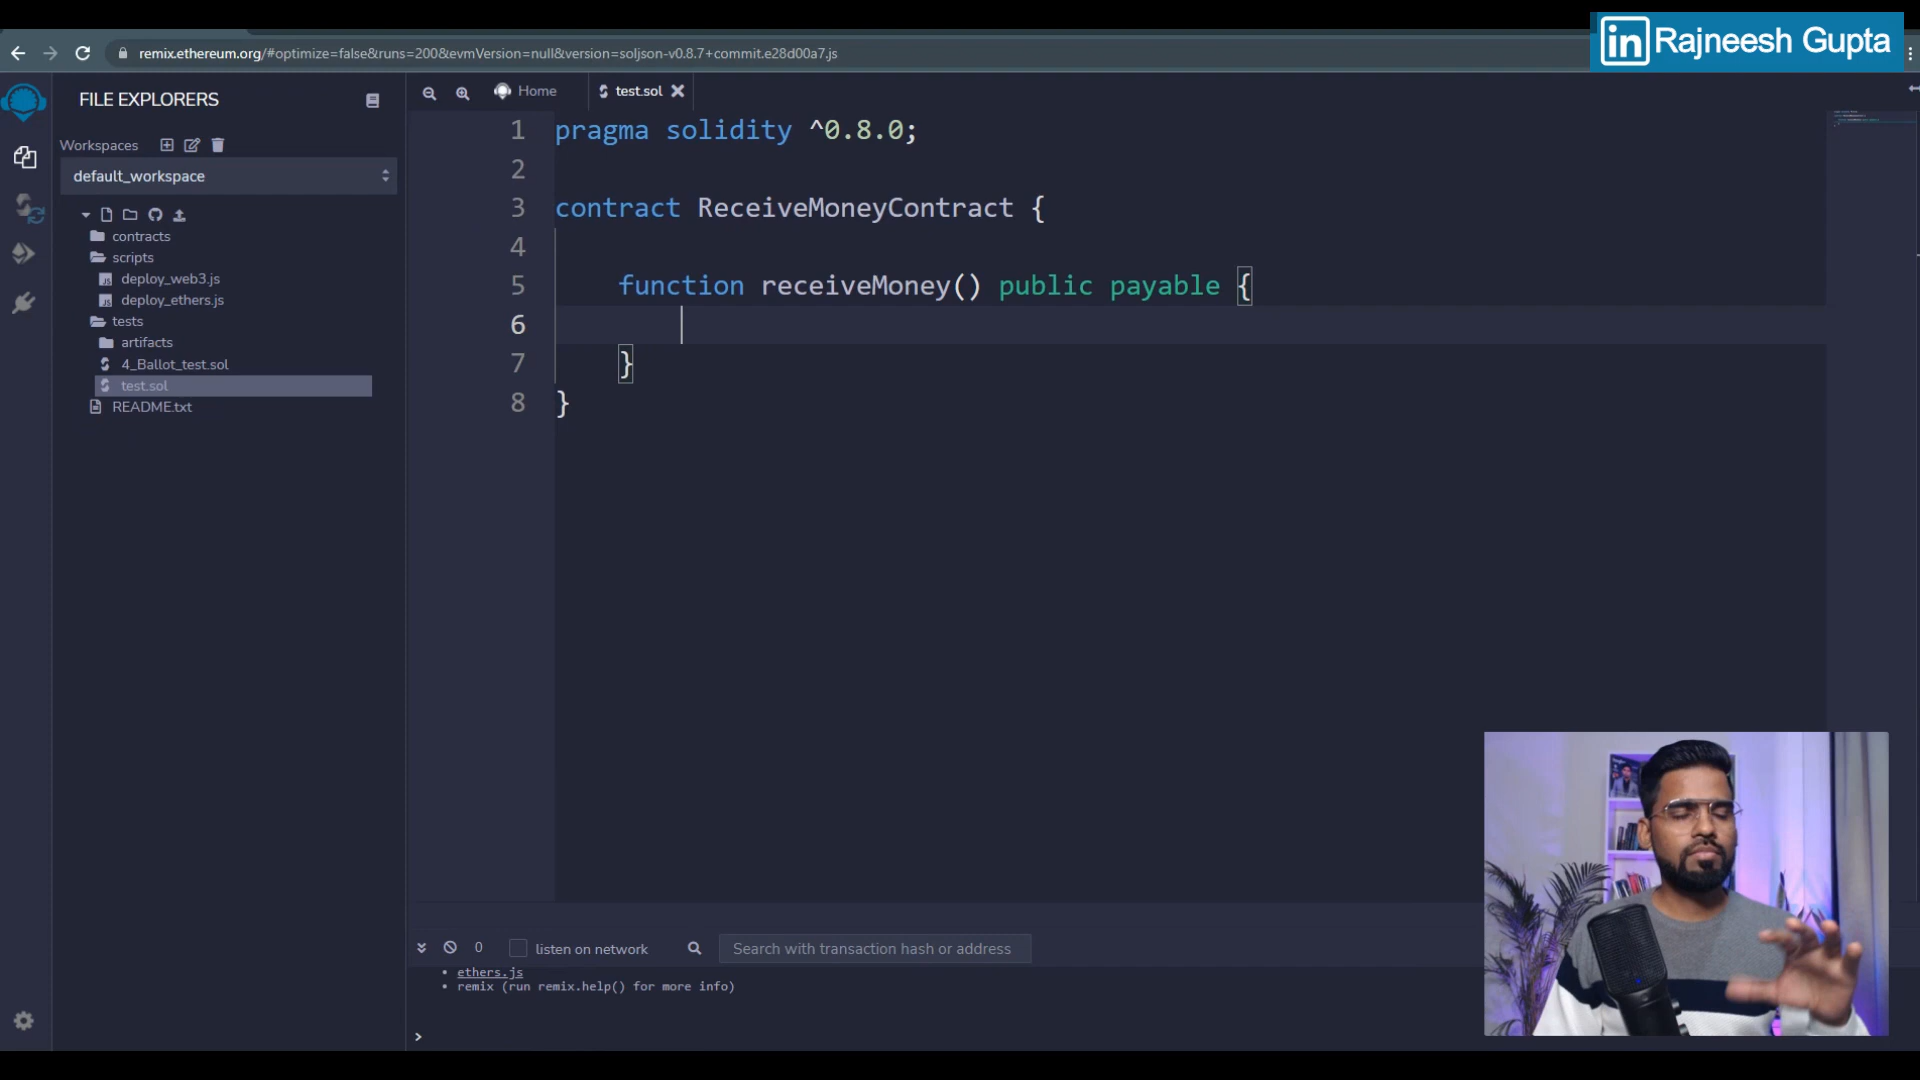 in Rajneesh Gupta
remix.ethereum.org/#optimize=false&runs=200&evmVersion=null&version=soljson-v0.8.7+commit.e28d00a7.js
FILE EXPLORERS
Home
test.sol
Workspaces
default_workspace
contracts
scripts
deploy_web3.js
deploy_ethers.js
tests
artifacts
4_Ballot_test.sol
test.sol
README.txt
1 pragma solidity ^0.8.0;
2
3 contract ReceiveMoneyContract {
4
5 function receiveMoney() public payable {
6
7 }
8 }
0
listen on network
Search with transaction hash or address
• ethers.js
• remix (run remix.help() for more info)
>